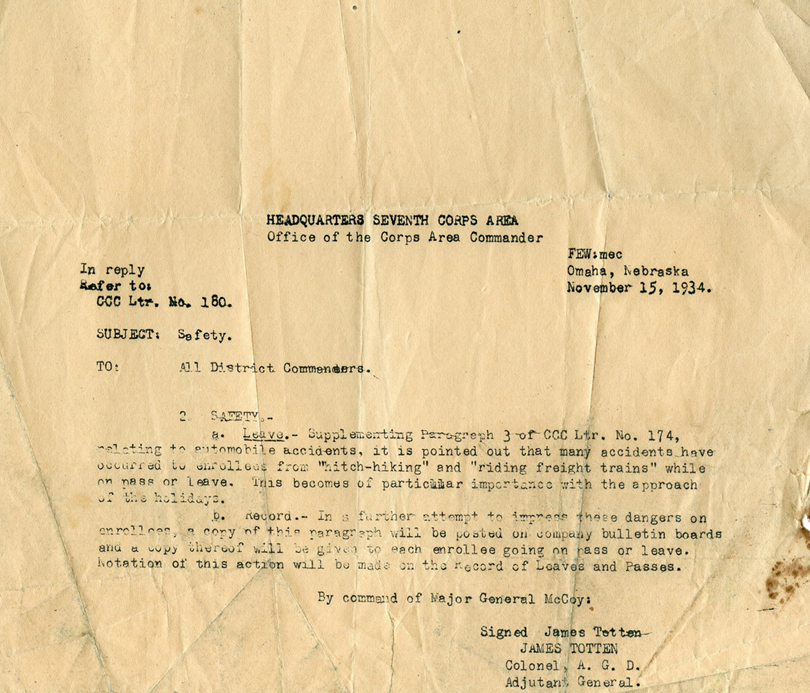 HEADQUARTERS SEVENTH CORPS AREA
Office of the Corps Area Commander
FEW:mec
In reply
Omaha, Nebraska
Refer to:
November 15, 1934.
CCC Ltr. No. 180.
SUBJECT: Safety.
TO: All District Commanders.
2. SAFETY.-
a. Leave.- Supplementing Paragraph 3 of CCC Ltr. No. 174,
relating to automobile accidents, it is pointed out that many accidents have
occurred to enrollees from "hitch-hiking" and "riding freight trains" while
on pass or leave. This becomes of particular importance with the approach
of the holidays.
b. Record.- In a further attempt to impress these dangers on
enrollees, a copy of this paragraph will be posted on company bulletin boards
and a copy thereof will be given to each enrollee going on pass or leave.
Notation of this action will be made on the Record of Leaves and Passes.
By command of Major General McCoy:
Signed James Totten
JAMES TOTTEN
Colonel, A. G. D.
Adjutant General.